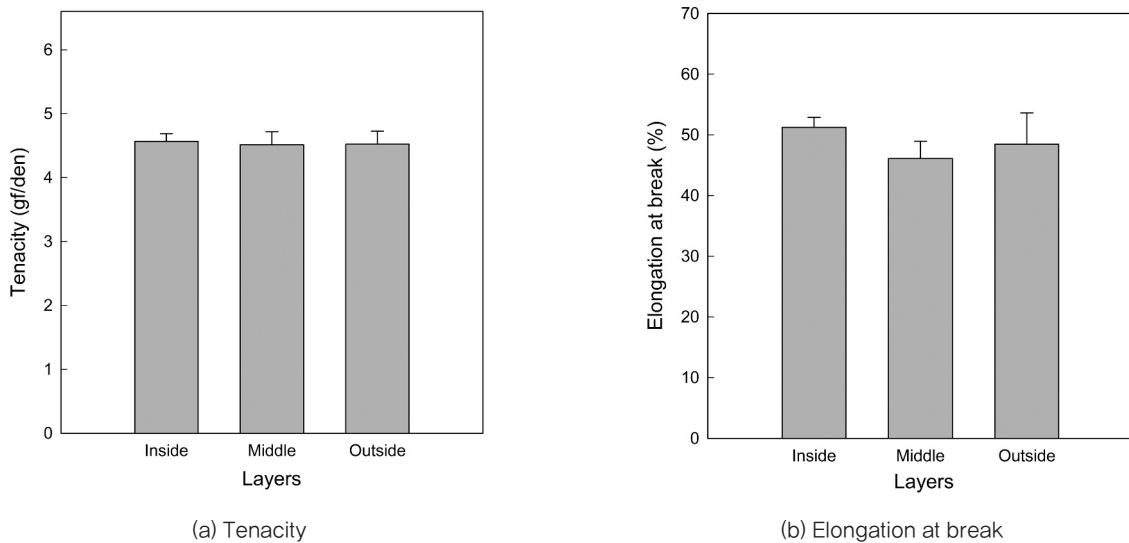 6
5
4
3
2
1
0
Tenacity (gf/den)
Inside Middle Outside
Layers
(a) Tenacity
70
60
50
40
30
20
10
0
Elongation at break (%)
Inside Middle Outside
Layers
(b) Elongation at break